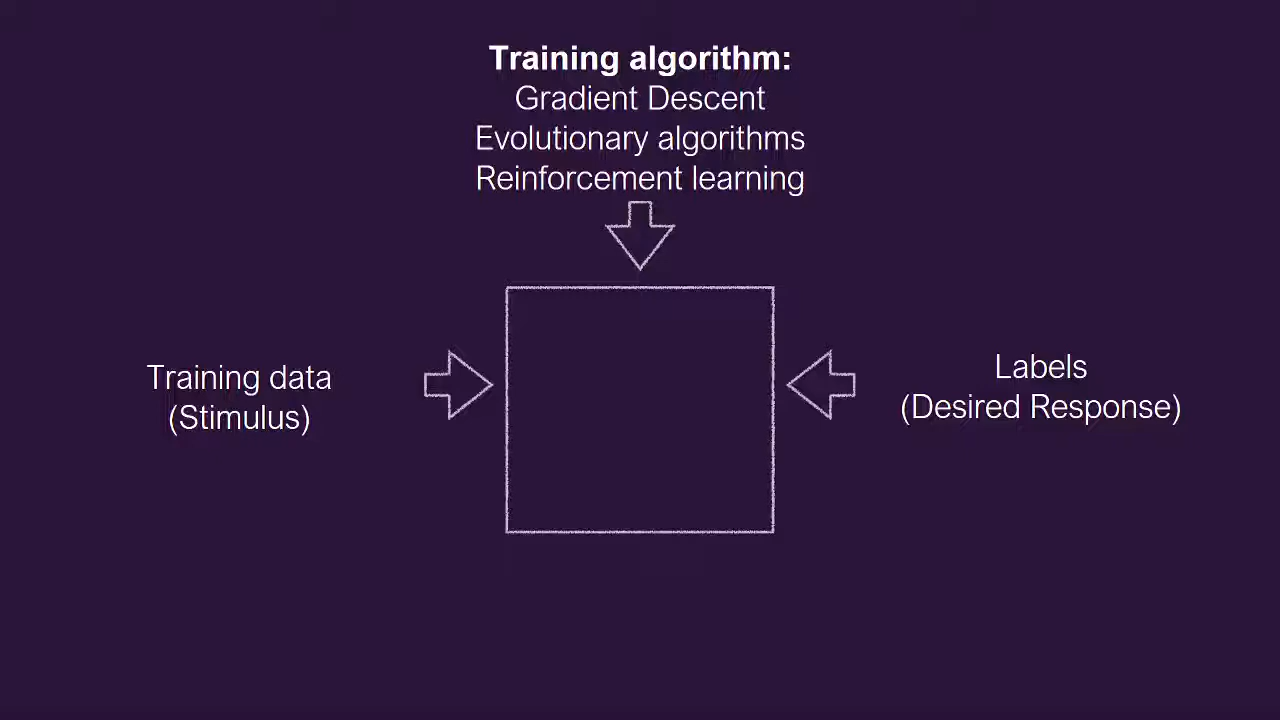 Training algorithm:
Gradient Descent
Evolutionary algorithms
Reinforcement learning
Training data
(Stimulus)
Labels
(Desired Response)